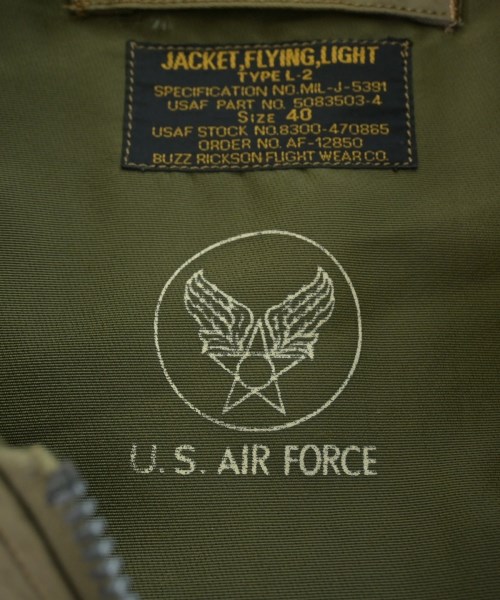 JACKET,FLYING,LIGHT
TYPE L-2
SPECIFICATION NO.MIL-J-5391
USAF PART NO. 5083503-4
SIZE 40
USAF STOCK NO.8300-470865
ORDER NO. AF-12850
BUZZ RICKSON FLIGHT WEAR CO.
U.S. AIR FORCE